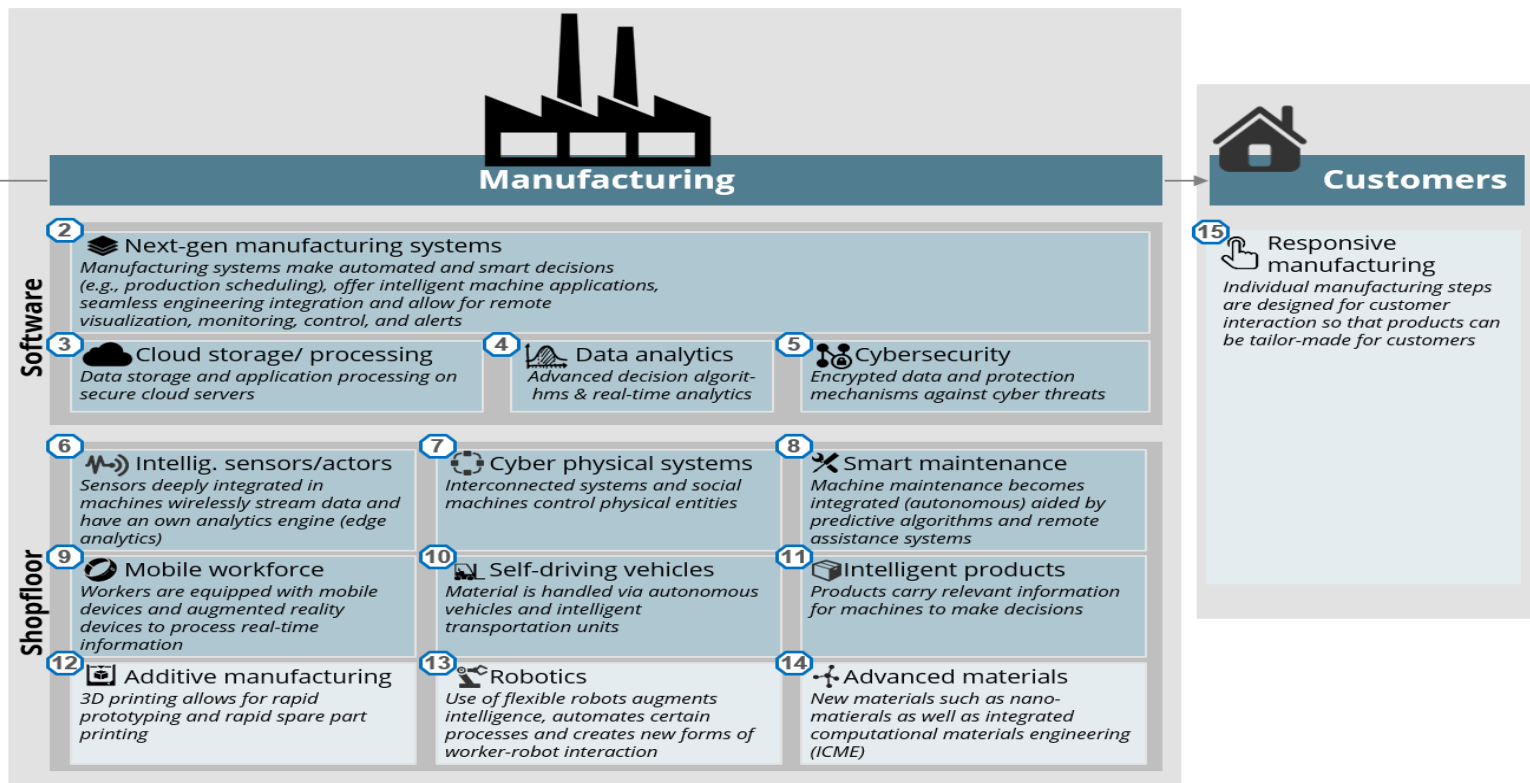 Manufacturing
Customers
Software
2
Next-gen manufacturing systems
Manufacturing systems make automated and smart decisions
(e.g., production scheduling), offer intelligent machine applications,
seamless engineering integration and allow for remote
visualization, monitoring, control, and alerts
3
Cloud storage/ processing
Data storage and application processing on
secure cloud servers
4
Data analytics
Advanced decision algorit-
hms & real-time analytics
5
Cybersecurity
Encrypted data and protection
mechanisms against cyber threats
Shopfloor
6
Intellig. sensors/actors
Sensors deeply integrated in
machines wirelessly stream data and
have an own analytics engine (edge
analytics)
7
Cyber physical systems
Interconnected systems and social
machines control physical entities
8
Smart maintenance
Machine maintenance becomes
integrated (autonomous) aided by
predictive algorithms and remote
assistance systems
9
Mobile workforce
Workers are equipped with mobile
devices and augmented reality
devices to process real-time
information
10
Self-driving vehicles
Material is handled via autonomous
vehicles and intelligent
transportation units
11
Intelligent products
Products carry relevant information
for machines to make decisions
12
Additive manufacturing
3D printing allows for rapid
prototyping and rapid spare part
printing
13
Robotics
Use of flexible robots augments
intelligence, automates certain
processes and creates new forms of
worker-robot interaction
14
Advanced materials
New materials such as nano-
matierals as well as integrated
computational materials engineering
(ICME)
15
Responsive
manufacturing
Individual manufacturing steps
are designed for customer
interaction so that products can
be tailor-made for customers